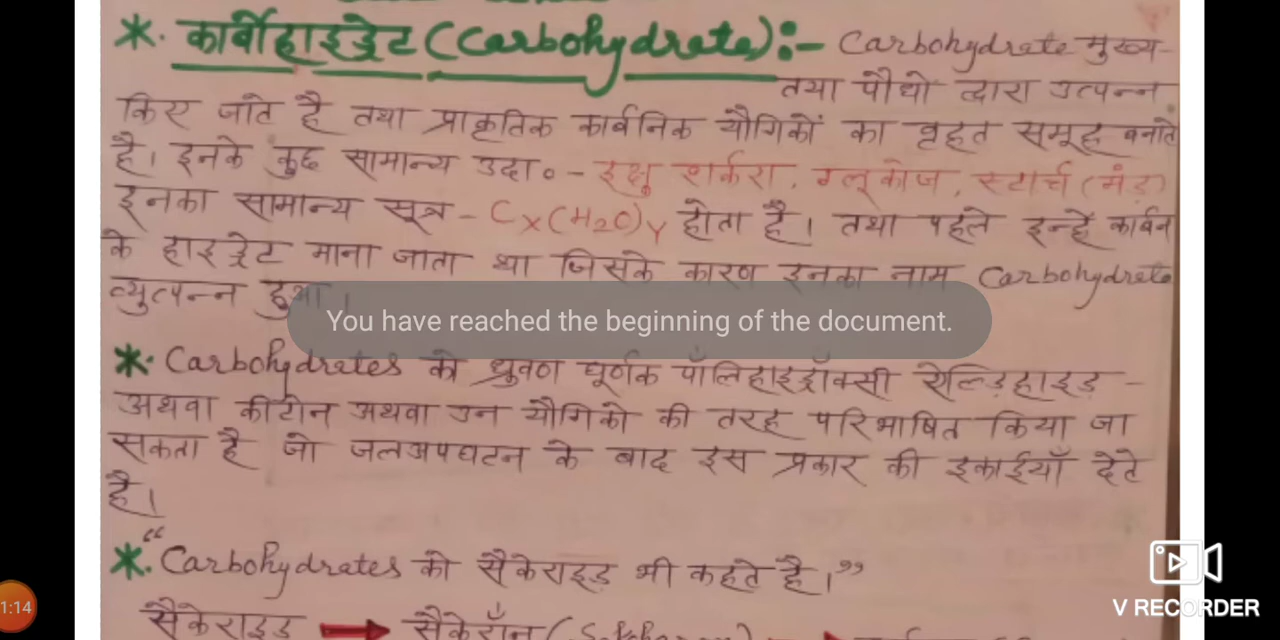 *. कार्बोहाइड्रेट (Carbohydrate):- Carbohydrate मुख्य-
तया पौधो द्वारा उत्पन्न
किए जाते है तथा प्राकृतिक कार्बनिक यौगिकों का वृहत समूह बनाते
है। इनके कुछ सामान्य उदा०- इक्षु शर्करा, ग्लूकोज, स्टार्च (मंड)
इनका सामान्य सूत्र - Cx(H2O)y होता है। तथा पहले इन्हें कार्बन
के हाइड्रेट माना जाता था जिसके कारण इनका नाम Carbohydrate
व्युत्पन्न हुआ।
You have reached the beginning of the document.
*. Carbohydrates को ध्रुवण घूर्णक पॉलिहाइड्रॉक्सी ऐल्डिहाइड -
अथवा कीटोन अथवा उन यौगिको की तरह परिभाषित किया जा
सकता है जो जलअपघटन के बाद इस प्रकार की इकाईयाँ देते
है।
*. “Carbohydrates को सैकेराइड भी कहते है।”
1:14
V RECORDER
सैकेराइड → सैकेरॉन